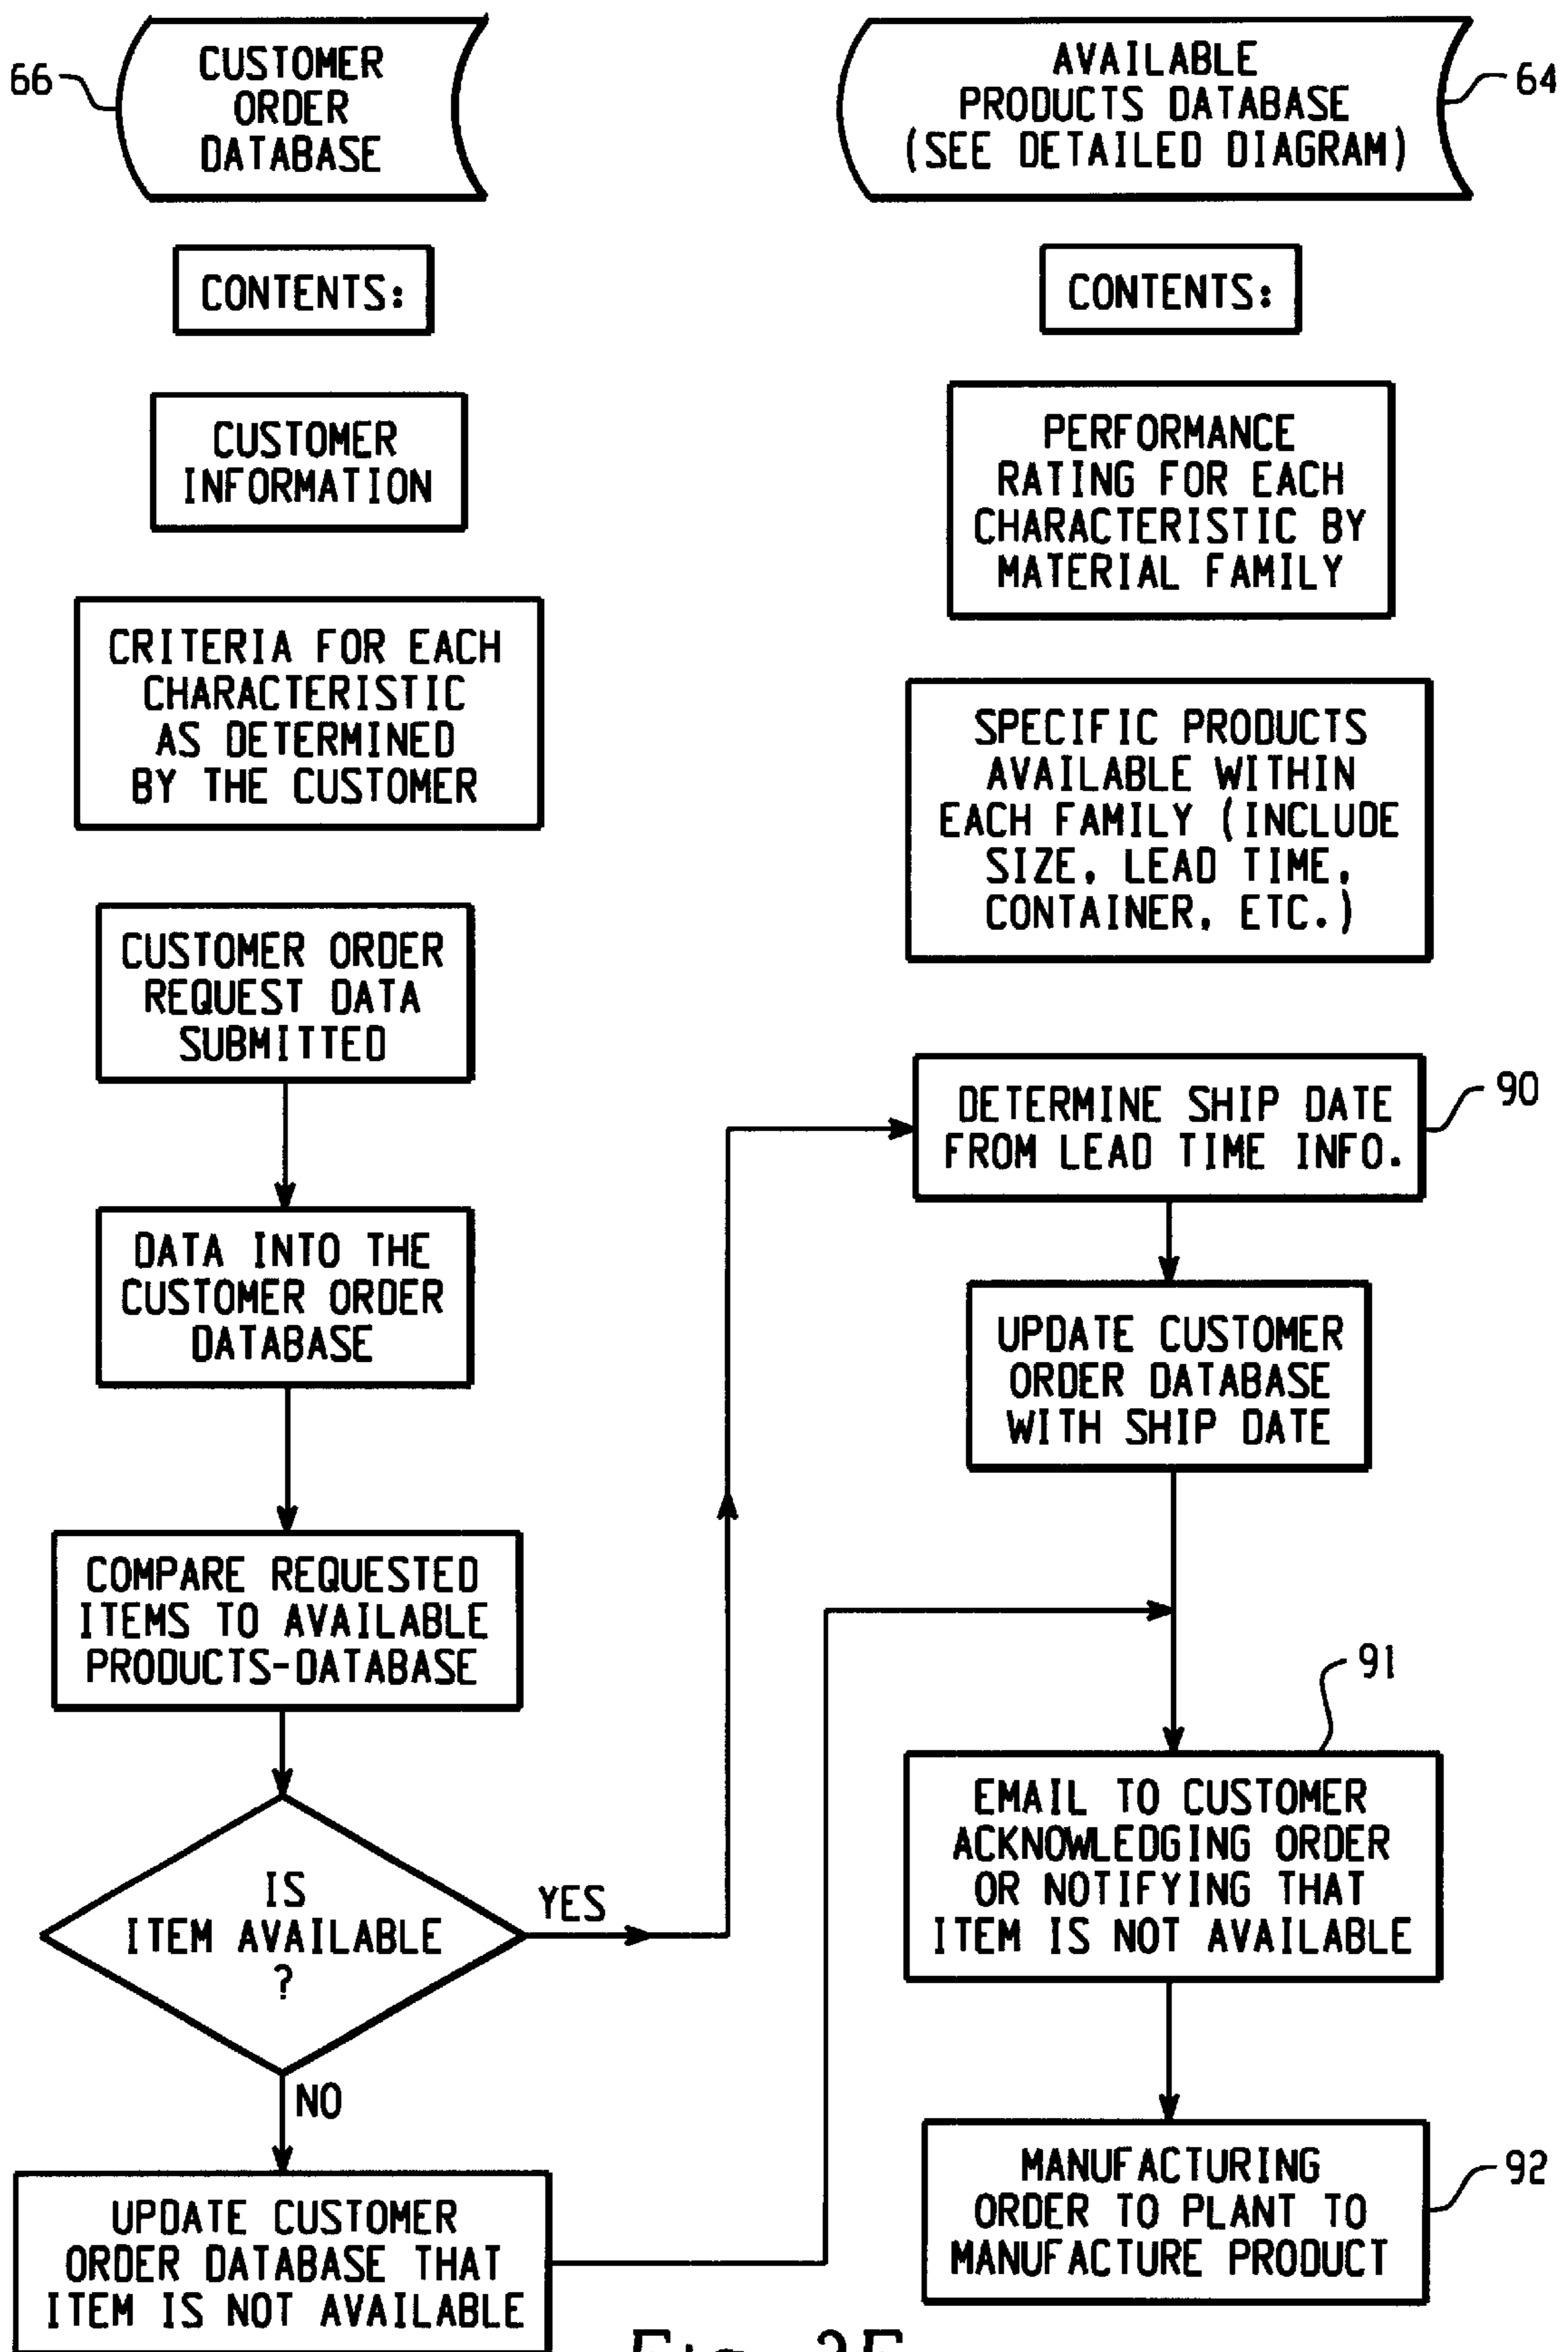 66
CUSTOMER
ORDER
DATABASE
CONTENTS:
CUSTOMER
INFORMATION
CRITERIA FOR EACH
CHARACTERISTIC
AS DETERMINED
BY THE CUSTOMER
CUSTOMER ORDER
REQUEST DATA
SUBMITTED
DATA INTO THE
CUSTOMER ORDER
DATABASE
COMPARE REQUESTED
ITEMS TO AVAILABLE
PRODUCTS-DATABASE
IS
ITEM AVAILABLE
?
YES
NO
UPDATE CUSTOMER
ORDER DATABASE THAT
ITEM IS NOT AVAILABLE
AVAILABLE
PRODUCTS DATABASE
(SEE DETAILED DIAGRAM)
64
CONTENTS:
PERFORMANCE
RATING FOR EACH
CHARACTERISTIC BY
MATERIAL FAMILY
SPECIFIC PRODUCTS
AVAILABLE WITHIN
EACH FAMILY (INCLUDE
SIZE, LEAD TIME,
CONTAINER, ETC.)
DETERMINE SHIP DATE
FROM LEAD TIME INFO.
90
UPDATE CUSTOMER
ORDER DATABASE
WITH SHIP DATE
91
EMAIL TO CUSTOMER
ACKNOWLEDGING ORDER
OR NOTIFYING THAT
ITEM IS NOT AVAILABLE
MANUFACTURING
ORDER TO PLANT TO
MANUFACTURE PRODUCT
92